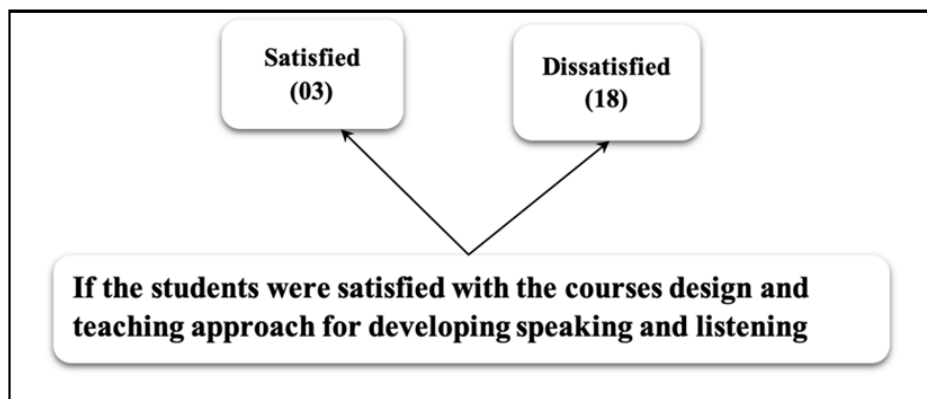 Satisfied
(03)
Dissatisfied
(18)
If the students were satisfied with the courses design and
teaching approach for developing speaking and listening